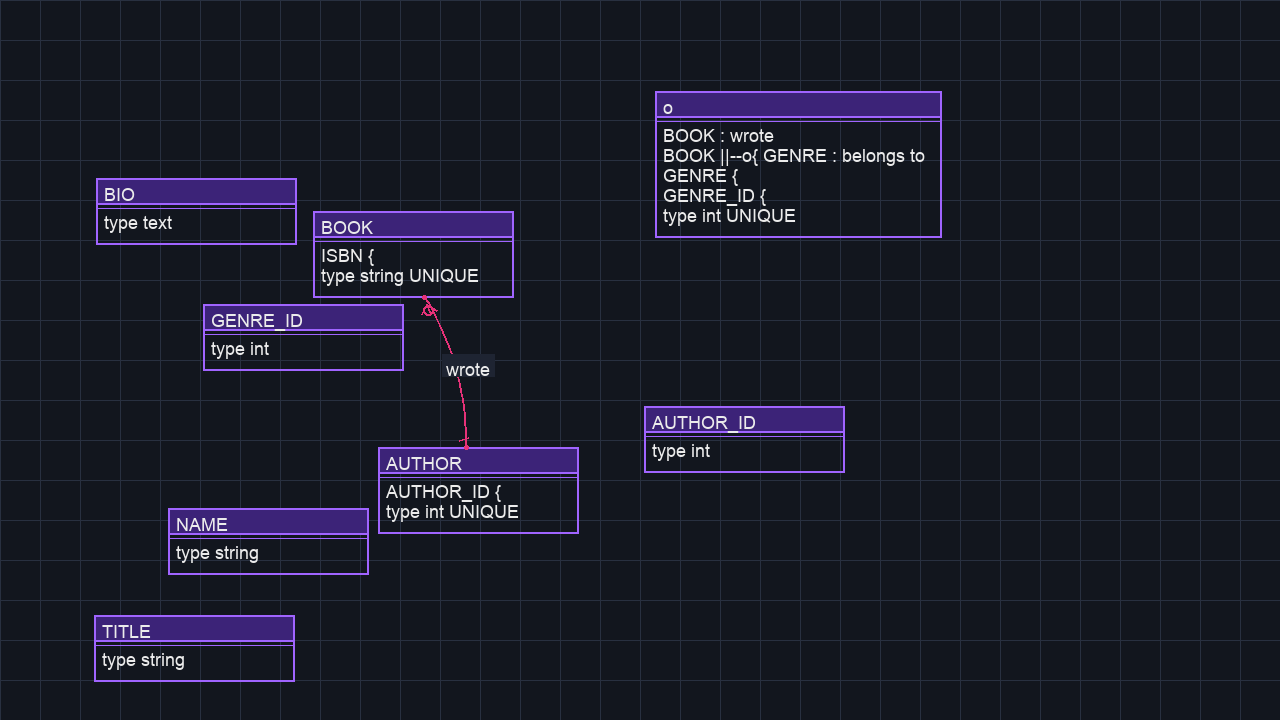 o
BOOK : wrote
BOOK ||--o{ GENRE : belongs to
GENRE {
GENRE_ID {
type int UNIQUE
BIO
type text
BOOK
ISBN {
type string UNIQUE
GENRE_ID
type int
wrote
AUTHOR_ID
type int
AUTHOR
AUTHOR_ID {
type int UNIQUE
NAME
type string
TITLE
type string